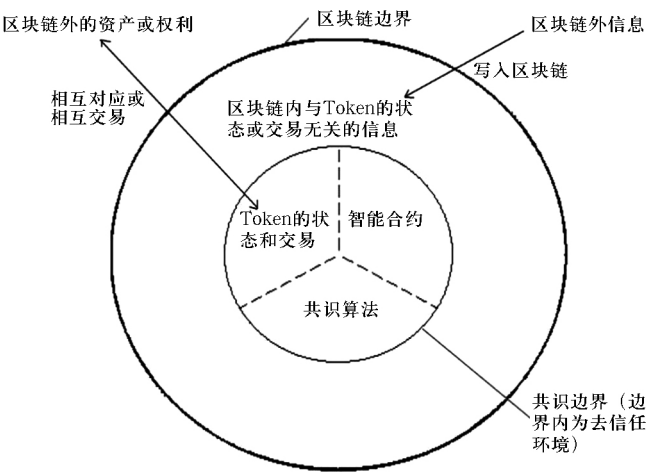 区块链外的资产或权利
区块链边界
区块链外信息
写入区块链
相互对应或
相互交易
区块链内与Token的状
态或交易无关的信息
Token的状
态和交易
智能合约
共识算法
共识边界（边
界内为去信任
环境）